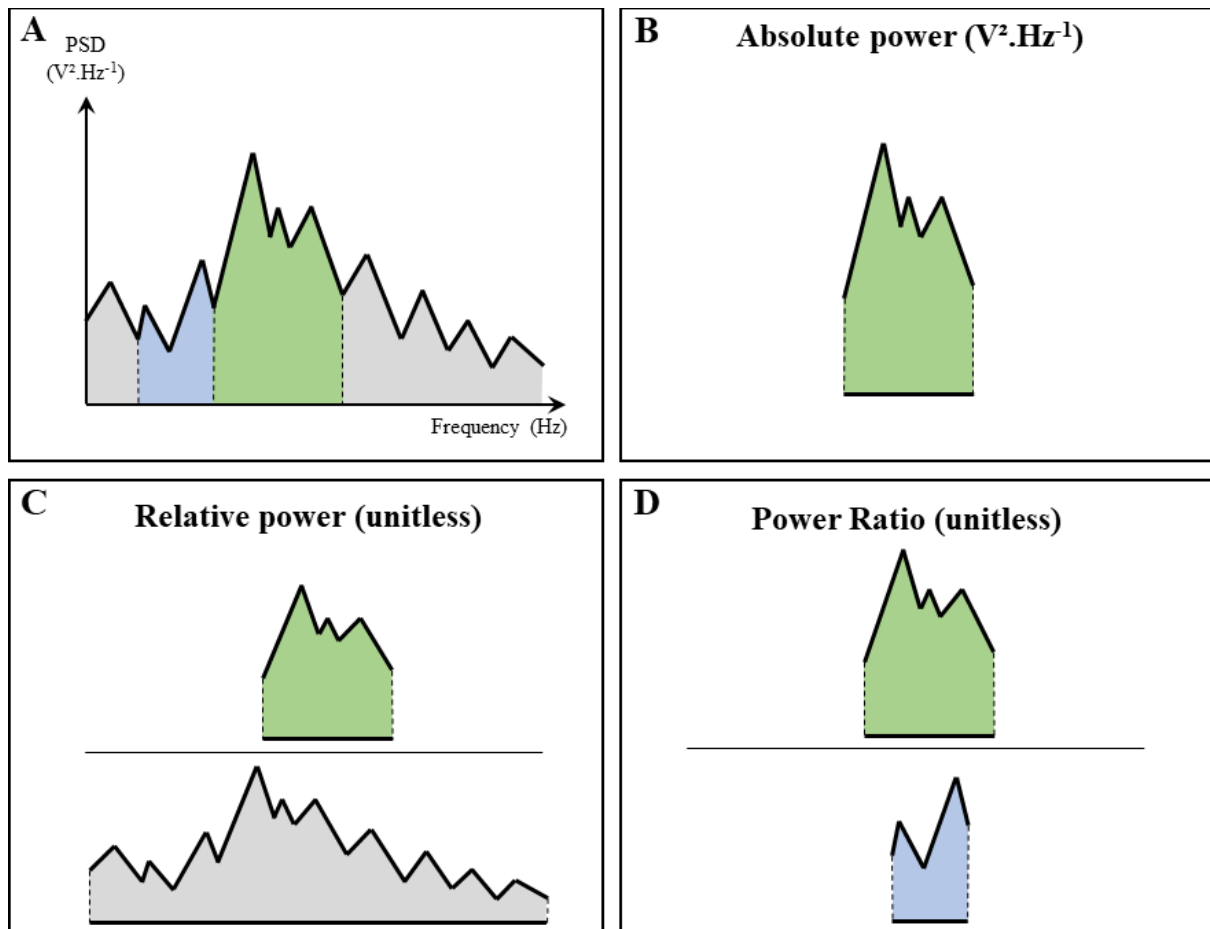 A
PSD
(V².Hz⁻¹)
Frequency (Hz)
B
Absolute power (V².Hz⁻¹)
C
Relative power (unitless)
D
Power Ratio (unitless)